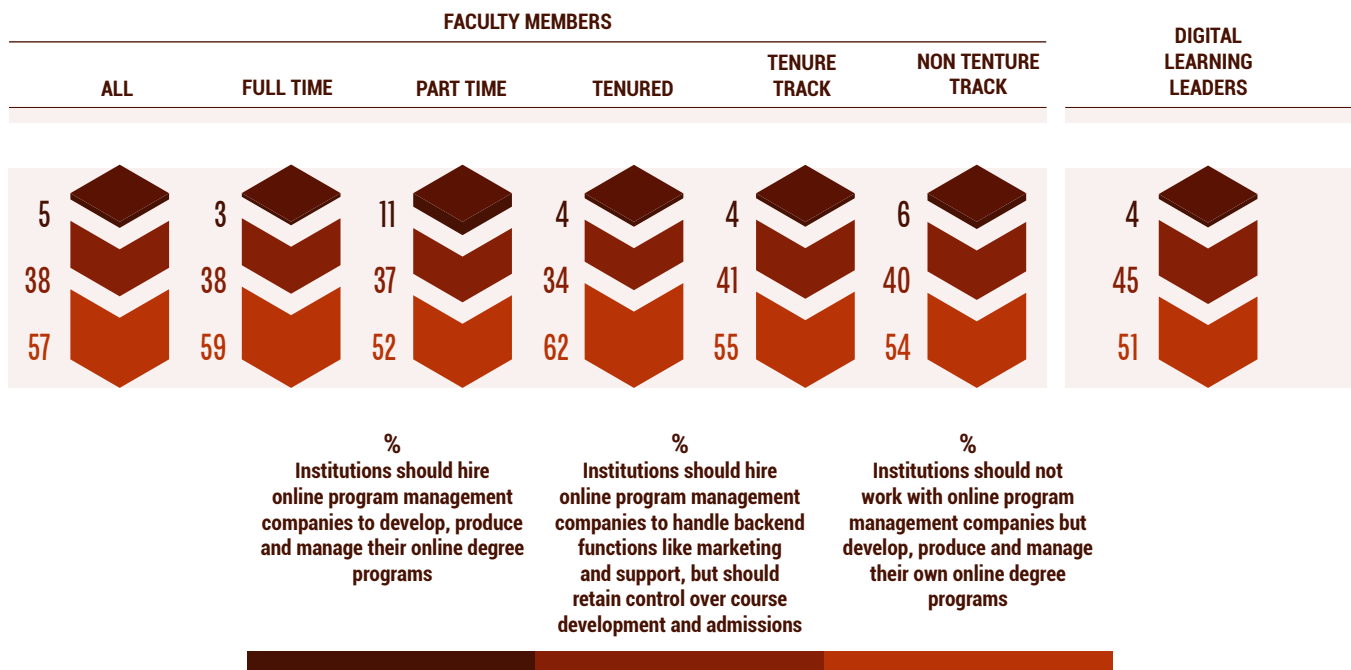 FACULTY MEMBERS
DIGITAL
LEARNING
LEADERS
ALL
FULL TIME
PART TIME
TENURED
TENURE
TRACK
NON TENTURE
TRACK
5
3
11
4
4
6
4
38
38
37
34
41
40
45
57
59
52
62
55
54
51
%
Institutions should hire
online program management
companies to develop, produce
and manage their online degree
programs
%
Institutions should hire
online program management
companies to handle backend
functions like marketing
and support, but should
retain control over course
development and admissions
%
Institutions should not
work with online program
management companies but
develop, produce and manage
their own online degree
programs